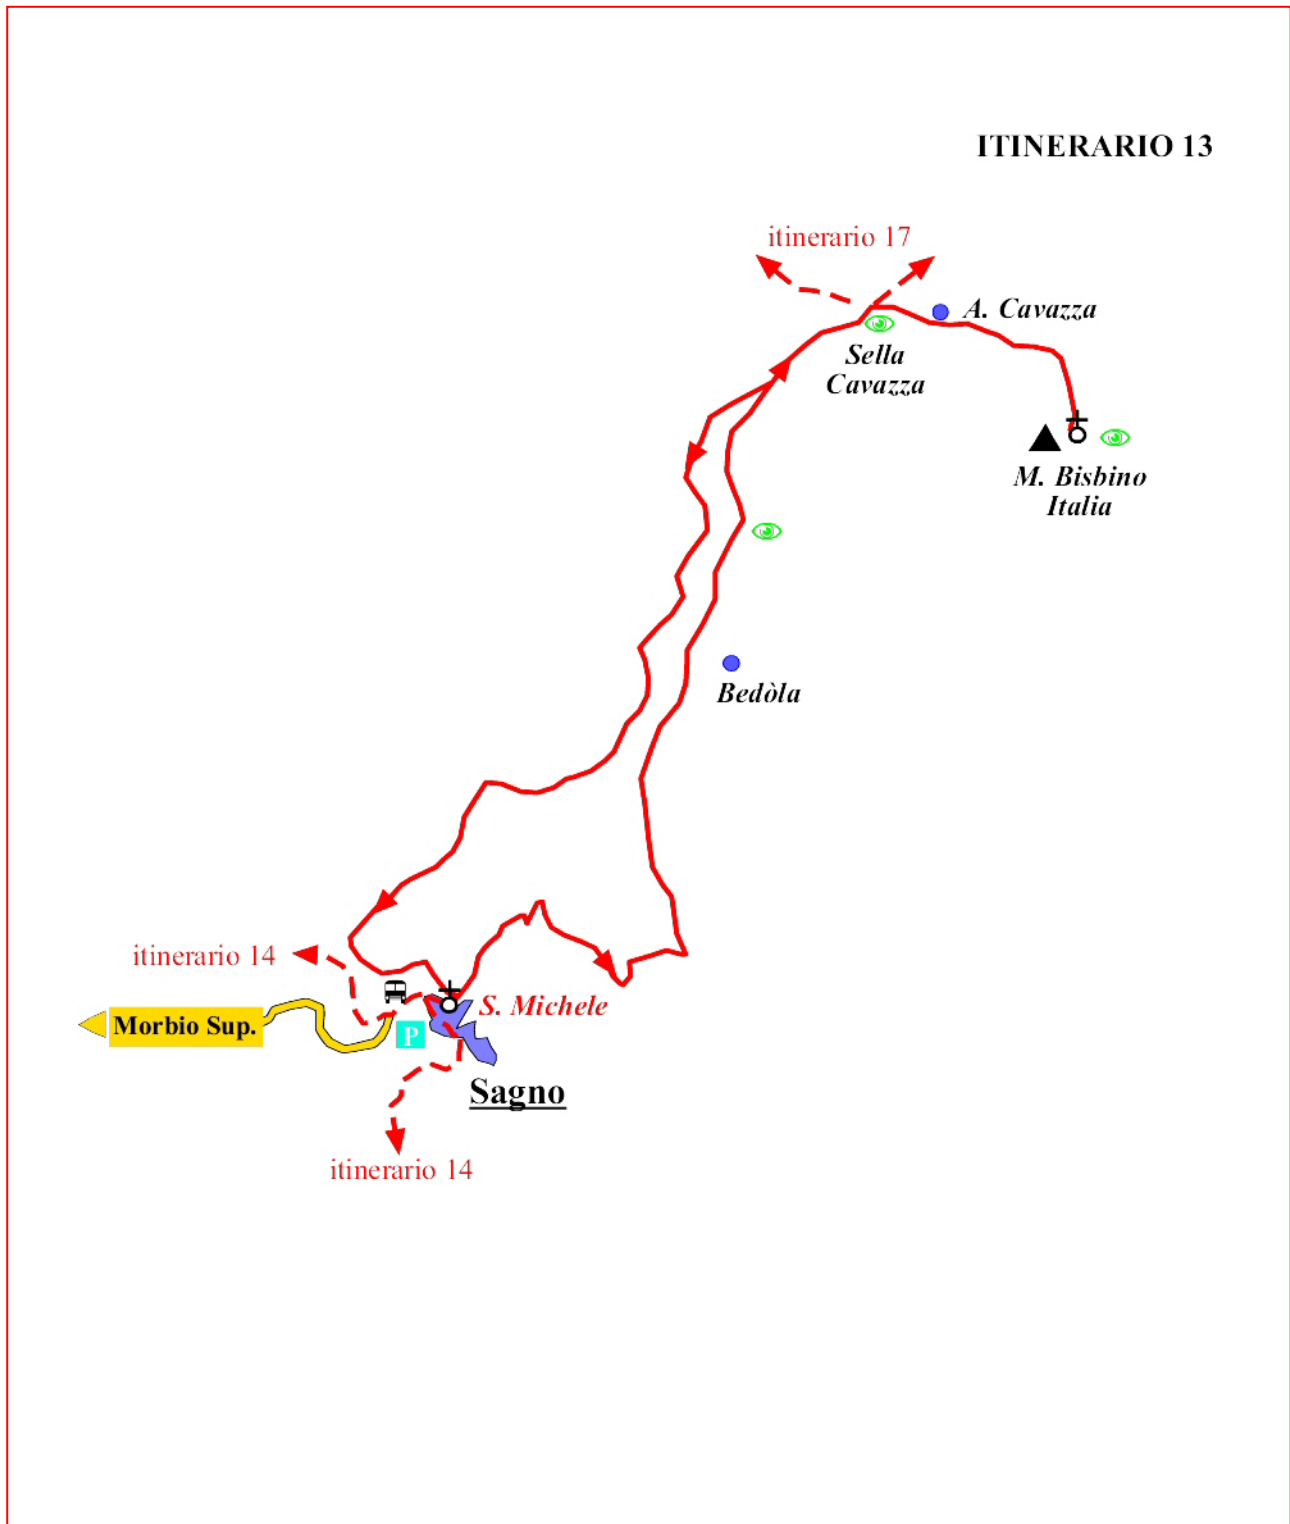 ITINERARIO 13
itinerario 17
A. Cavazza
Sella
Cavazza
M. Bisbino
Italia
Bedòla
itinerario 14
S. Michele
Morbio Sup.
P
Sagno
itinerario 14